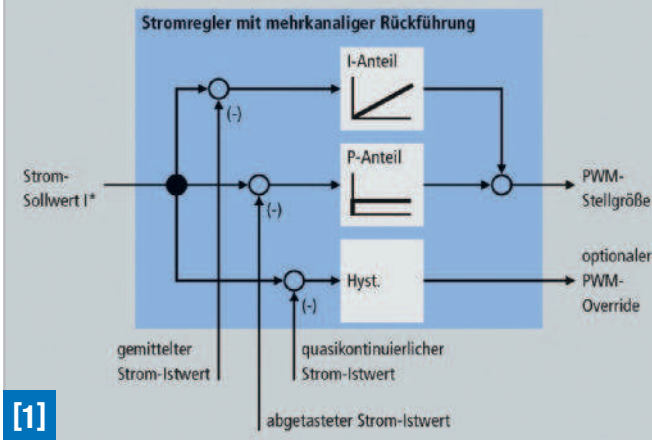 Stromregler mit mehrkanaliger Rückführung
I-Anteil
(-)
P-Anteil
Strom-
Sollwert I*
(-)
PWM-
Stellgröße
Hyst.
(-)
optionaler
PWM-
Override
gemittelter
Strom-Istwert
quasikontinuierlicher
Strom-Istwert
abgetasteter Strom-Istwert
[1]